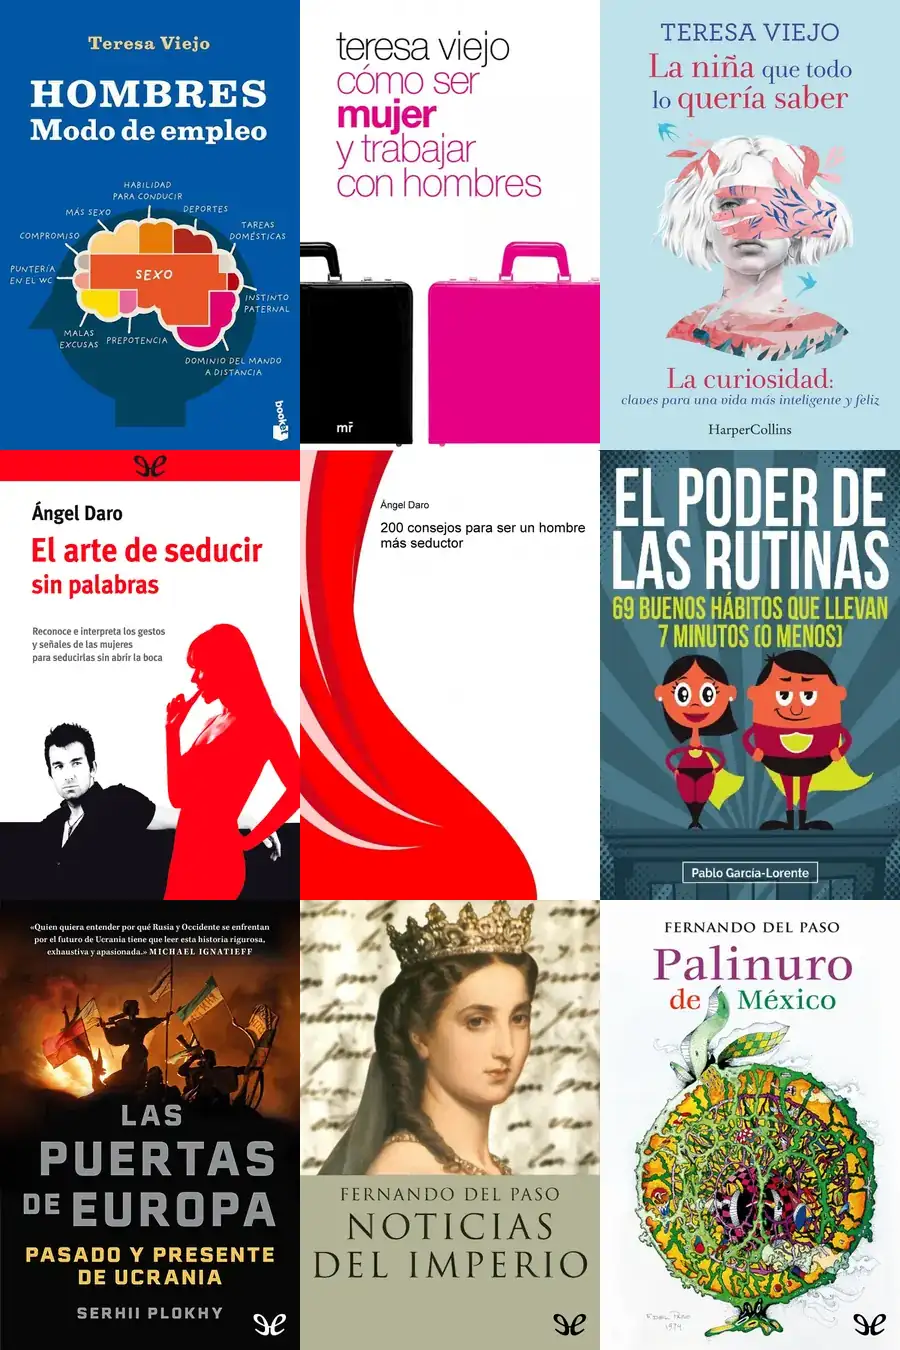 Teresa Viejo
HOMBRES
Modo de empleo
HABILIDAD
PARA CONDUCIR
MÁS SEXO
DEPORTES
COMPROMISO
TAREAS
DOMÉSTICAS
PUNTERÍA
EN EL WC
SEXO
INSTINTO
PATERNAL
MALAS
EXCUSAS
PREPOTENCIA
DOMINIO DEL MANDO
A DISTANCIA
booket
teresa viejo
cómo ser
mujer
y trabajar
con hombres
mr
TERESA VIEJO
La niña que todo
lo quería saber
La curiosidad:
claves para una vida más inteligente y feliz
HarperCollins
Ángel Daro
El arte de seducir
sin palabras
Reconoce e interpreta los gestos
y señales de las mujeres
para seducirlas sin abrir la boca
Ángel Daro
200 consejos para ser un hombre
más seductor
EL PODER DE
LAS RUTINAS
69 BUENOS HÁBITOS QUE LLEVAN
7 MINUTOS (O MENOS)
Pablo García-Lorente
«Quien quiera entender por qué Rusia y Occidente se enfrentan
por el futuro de Ucrania tiene que leer esta historia rigurosa,
exhaustiva y apasionada.» MICHAEL IGNATIEFF
LAS
PUERTAS
DE EUROPA
PASADO Y PRESENTE
DE UCRANIA
SERHII PLOKHY
FERNANDO DEL PASO
NOTICIAS
DEL IMPERIO
FERNANDO DEL PASO
Palinuro
de México